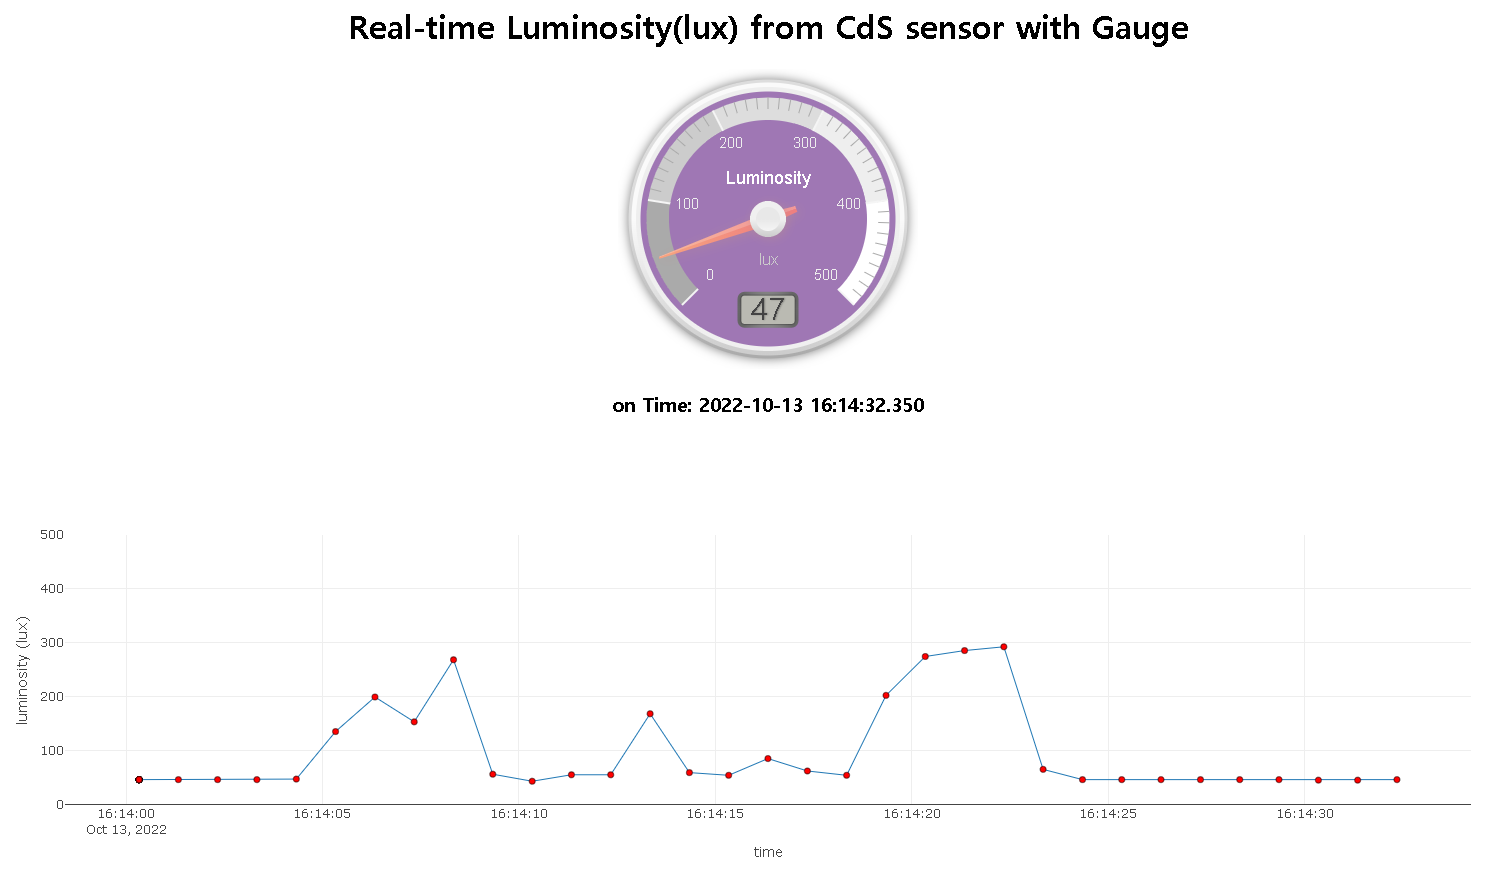 Real-time Luminosity(lux) from CdS sensor with Gauge
200 300
Luminosity
100 400
lux
0 500
47
on Time: 2022-10-13 16:14:32.350
500
400
300
200
100
0
luminosity (lux)
16:14:00 16:14:05 16:14:10 16:14:15 16:14:20 16:14:25 16:14:30
Oct 13, 2022
time